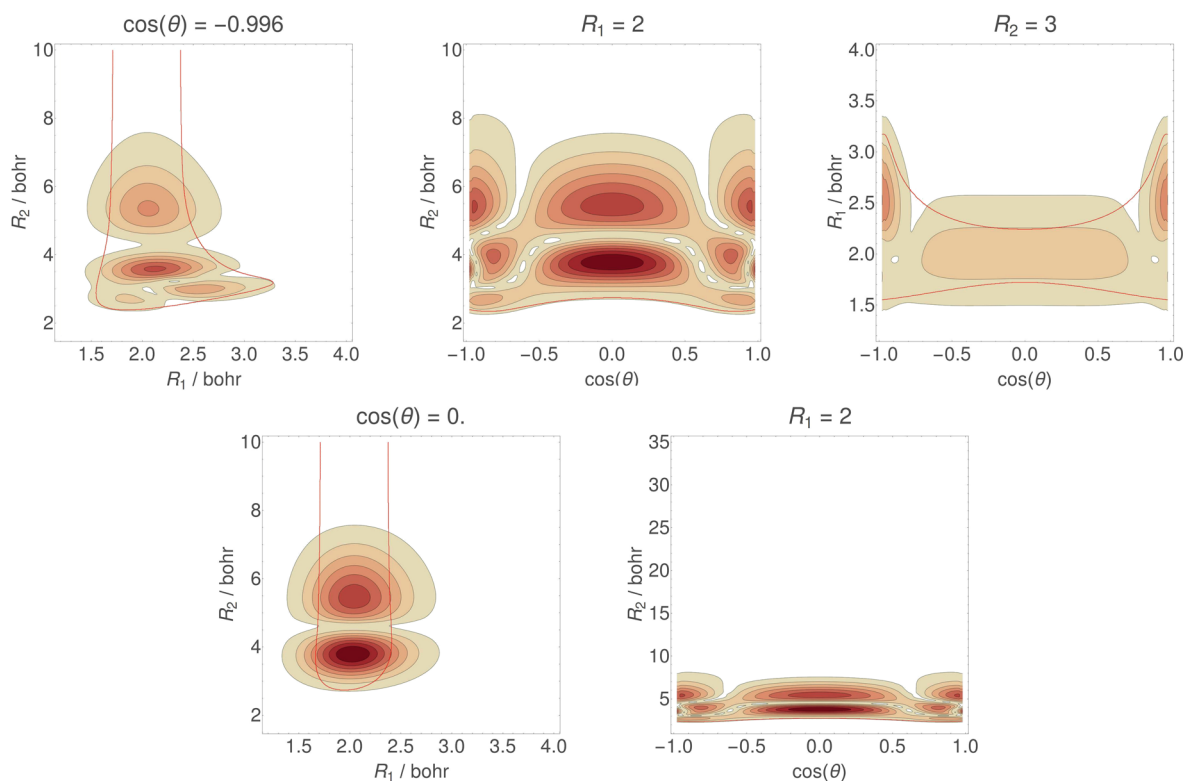 cos(θ) = −0.996
10
8
6
4
2
R2 / bohr
1.5 2.0 2.5 3.0 3.5 4.0
R1 / bohr
R1 = 2
10
8
6
4
2
R2 / bohr
−1.0 −0.5 0.0 0.5 1.0
cos(θ)
R2 = 3
4.0
3.5
3.0
2.5
2.0
1.5
R1 / bohr
−1.0 −0.5 0.0 0.5 1.0
cos(θ)
cos(θ) = 0.
10
8
6
4
2
R2 / bohr
1.5 2.0 2.5 3.0 3.5 4.0
R1 / bohr
R1 = 2
35
30
25
20
15
10
5
R2 / bohr
−1.0 −0.5 0.0 0.5 1.0
cos(θ)